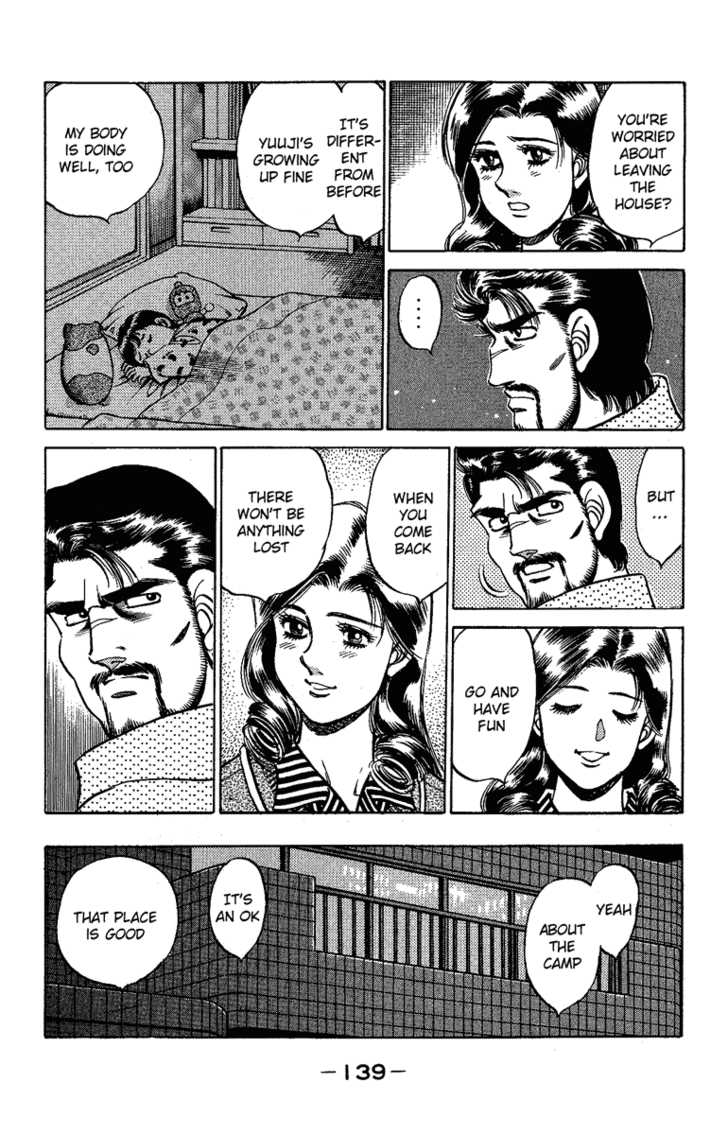 YOU'RE
WORRIED
ABOUT
LEAVING
THE
HOUSE?
IT'S
DIFFER-
ENT
FROM
BEFORE
YUUJI'S
GROWING
UP FINE
MY BODY
IS DOING
WELL, TOO
...
BUT
...
WHEN
YOU
COME
BACK
THERE
WON'T BE
ANYTHING
LOST
GO AND
HAVE
FUN
YEAH
ABOUT
THE
CAMP
IT'S
AN OK
THAT PLACE
IS GOOD
-139-